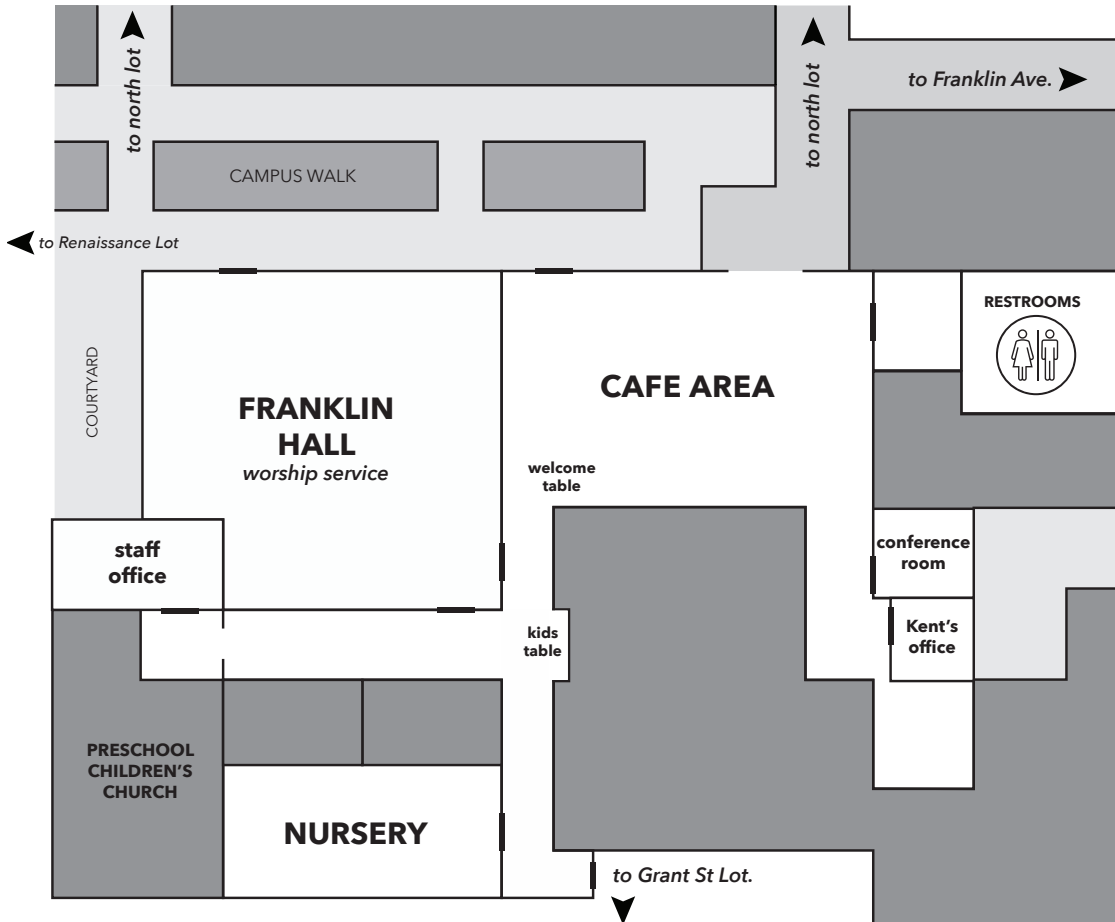 to north lot
to north lot
to Franklin Ave.
CAMPUS WALK
to Renaissance Lot
COURTYARD
FRANKLIN
HALL
worship service
CAFE AREA
RESTROOMS
welcome
table
staff
office
conference
room
kids
table
Kent's
office
PRESCHOOL
CHILDREN'S
CHURCH
NURSERY
to Grant St Lot.